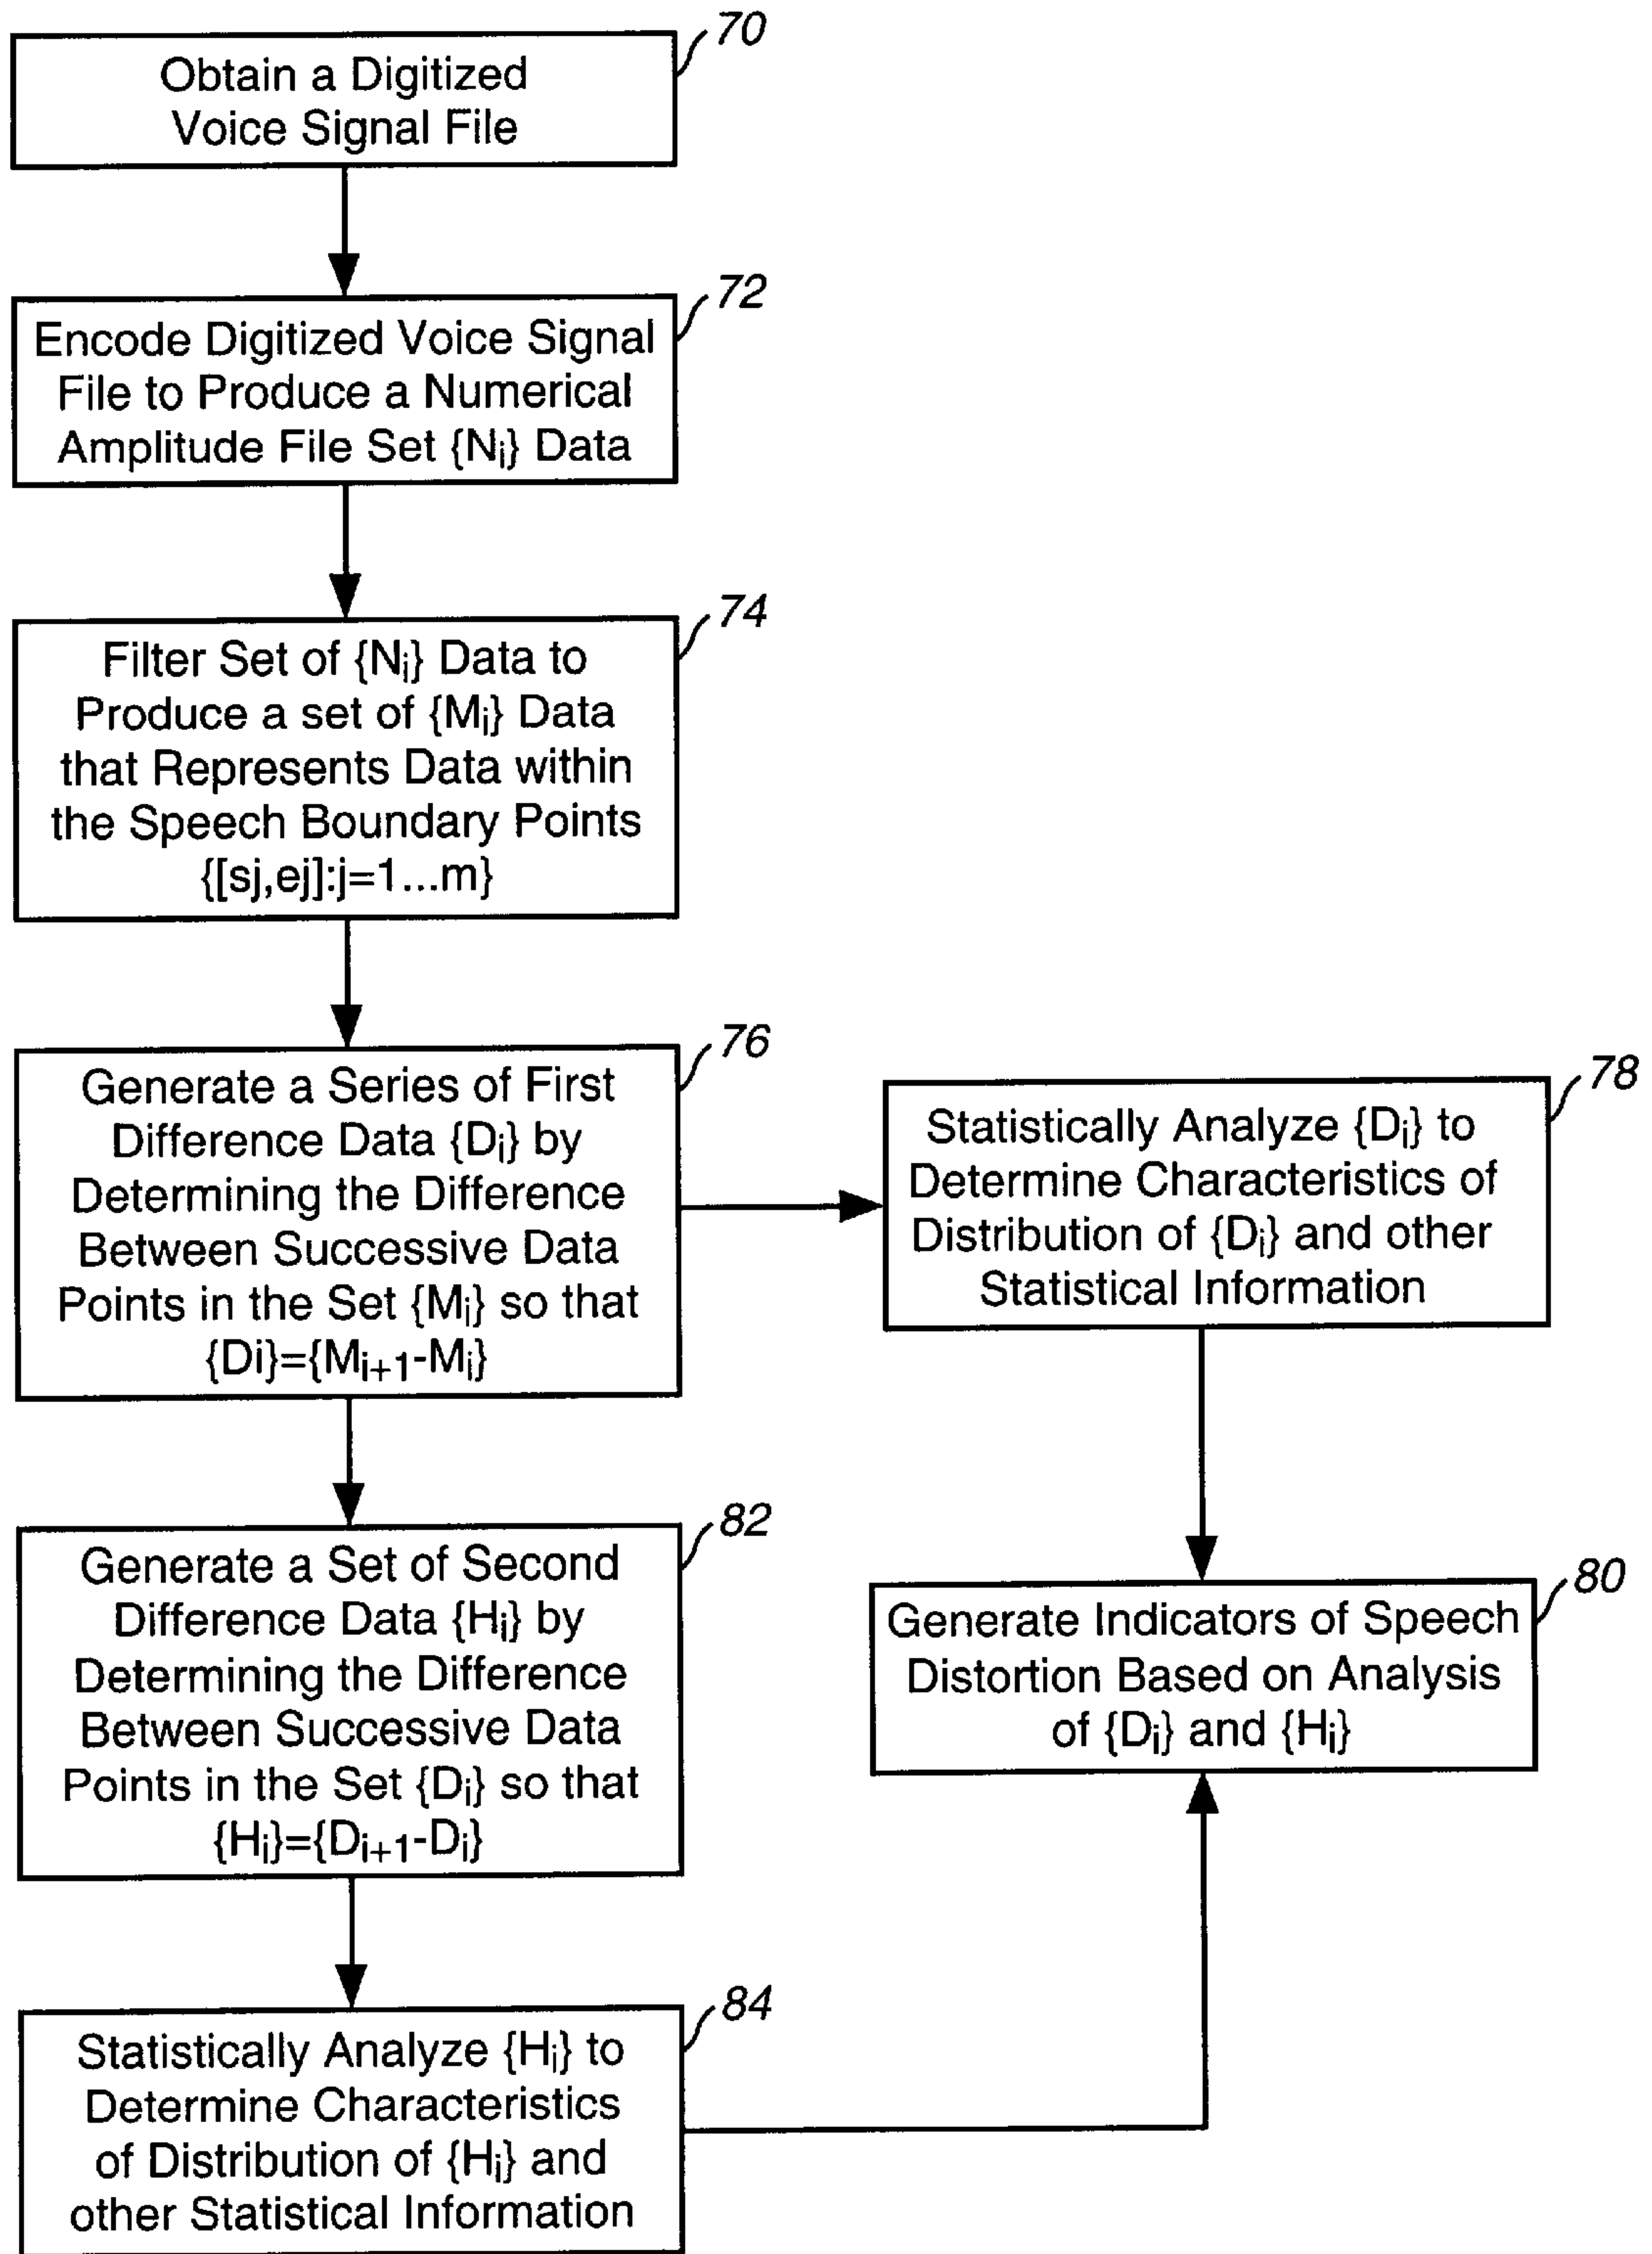 70
Obtain a Digitized
Voice Signal File
72
Encode Digitized Voice Signal
File to Produce a Numerical
Amplitude File Set {Ni} Data
74
Filter Set of {Ni} Data to
Produce a set of {Mi} Data
that Represents Data within
the Speech Boundary Points
{[sj,ej]:j=1...m}
76
Generate a Series of First
Difference Data {Di} by
Determining the Difference
Between Successive Data
Points in the Set {Mi} so that
{Di}={Mi+1-Mi}
78
Statistically Analyze {Di} to
Determine Characteristics of
Distribution of {Di} and other
Statistical Information
82
Generate a Set of Second
Difference Data {Hi} by
Determining the Difference
Between Successive Data
Points in the Set {Di} so that
{Hi}={Di+1-Di}
80
Generate Indicators of Speech
Distortion Based on Analysis
of {Di} and {Hi}
84
Statistically Analyze {Hi} to
Determine Characteristics
of Distribution of {Hi} and
other Statistical Information